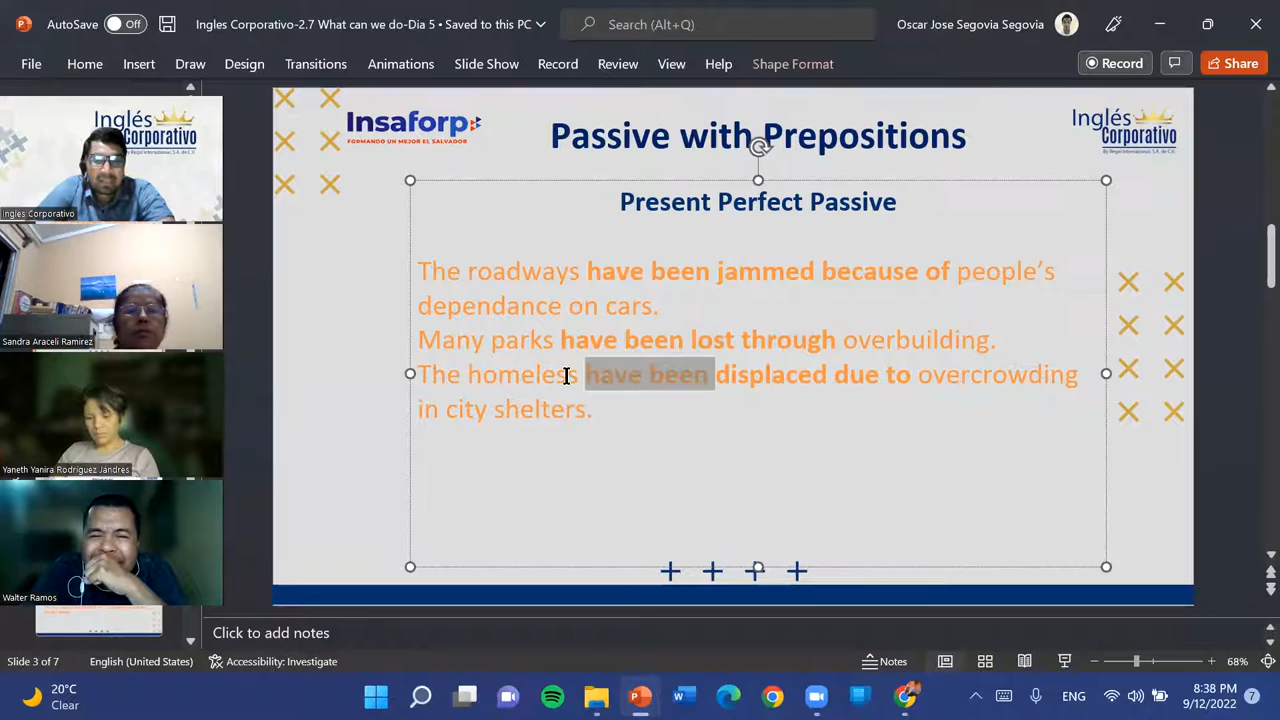 AutoSave Off Ingles Corporativo-2.7 What can we do-Dia 5 • Saved to this PC Search (Alt+Q) Oscar Jose Segovia Segovia
File Home Insert Draw Design Transitions Animations Slide Show Record Review View Help Shape Format Record Share
Inglés Corporativo
Ingles Corporativo
Sandra Araceli Ramirez
Yaneth Yanira Rodriguez Jandres
Walter Ramos
Insaforp
FORMANDO UN MEJOR EL SALVADOR
Passive with Prepositions
Inglés
Corporativo
By Regal International, S.A. de C.V.
Present Perfect Passive
The roadways have been jammed because of people's
dependance on cars.
Many parks have been lost through overbuilding.
The homeless have been displaced due to overcrowding
in city shelters.
Click to add notes
Slide 3 of 7 English (United States) Accessibility: Investigate Notes 68%
20°C
Clear
ENG
8:38 PM
9/12/2022
7